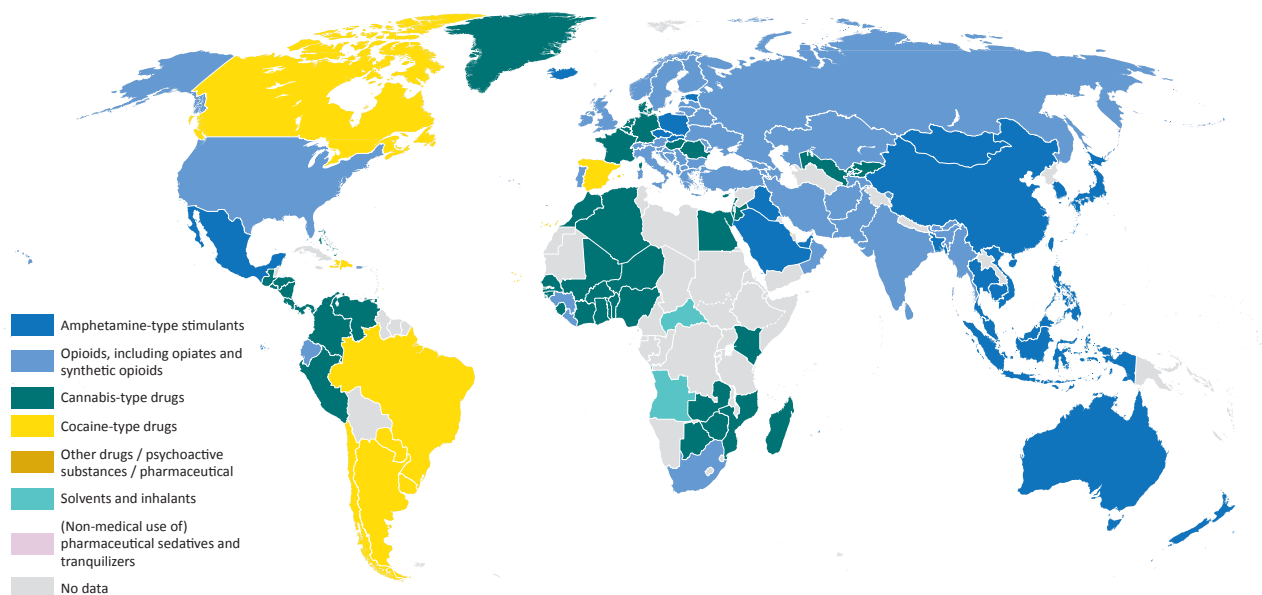 Amphetamine-type stimulants
Opioids, including opiates and
synthetic opioids
Cannabis-type drugs
Cocaine-type drugs
Other drugs / psychoactive
substances / pharmaceutical
Solvents and inhalants
(Non-medical use of)
pharmaceutical sedatives and
tranquilizers
No data